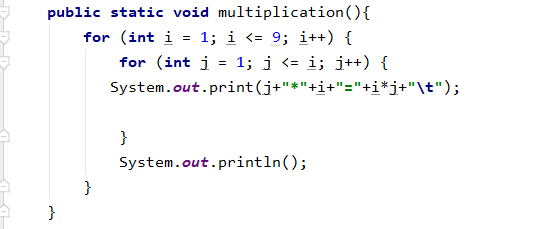 public static void multiplication(){
for (int i = 1; i <= 9; i++) {
for (int j = 1; j <= i; j++) {
System.out.print(j+"*"+i+"="+i*j+"\t");
}
System.out.println();
}
}